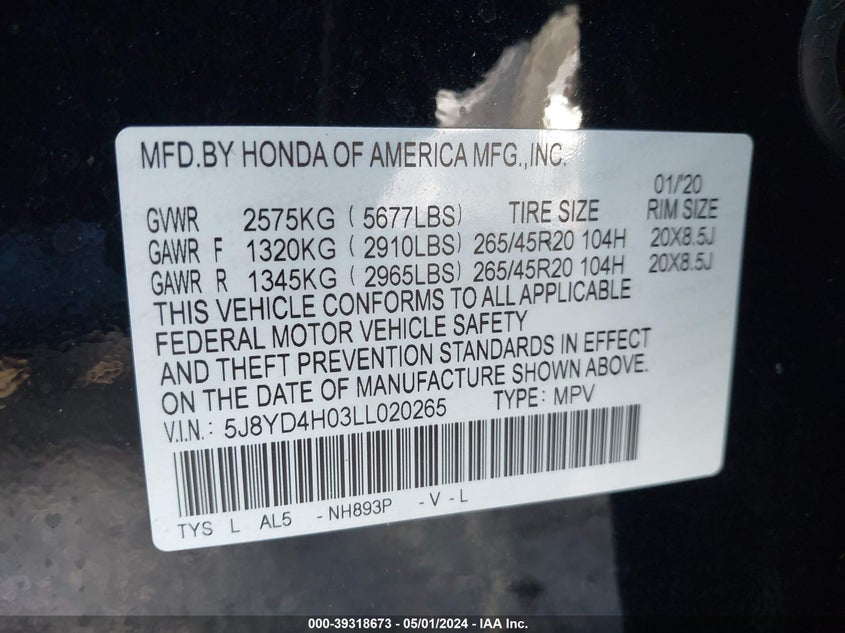 MFD.BY HONDA OF AMERICA MFG.,INC.
01/'20
GVWR 2575KG ( 5677LBS) TIRE SIZE RIM SIZE
GAWR F 1320KG ( 2910LBS) 265/45R20 104H 20X8.5J
GAWR R 1345KG ( 2965LBS) 265/45R20 104H 20X8.5J
THIS VEHICLE CONFORMS TO ALL APPLICABLE
FEDERAL MOTOR VEHICLE SAFETY
AND THEFT PREVENTION STANDARDS IN EFFECT
ON THE DATE OF MANUFACTURE SHOWN ABOVE.
V.I.N.: 5J8YD4H03LL020265 TYPE: MPV
TYS L AL5 -NH893P -V-L
000-39318673 — 05/01/2024 — IAA Inc.